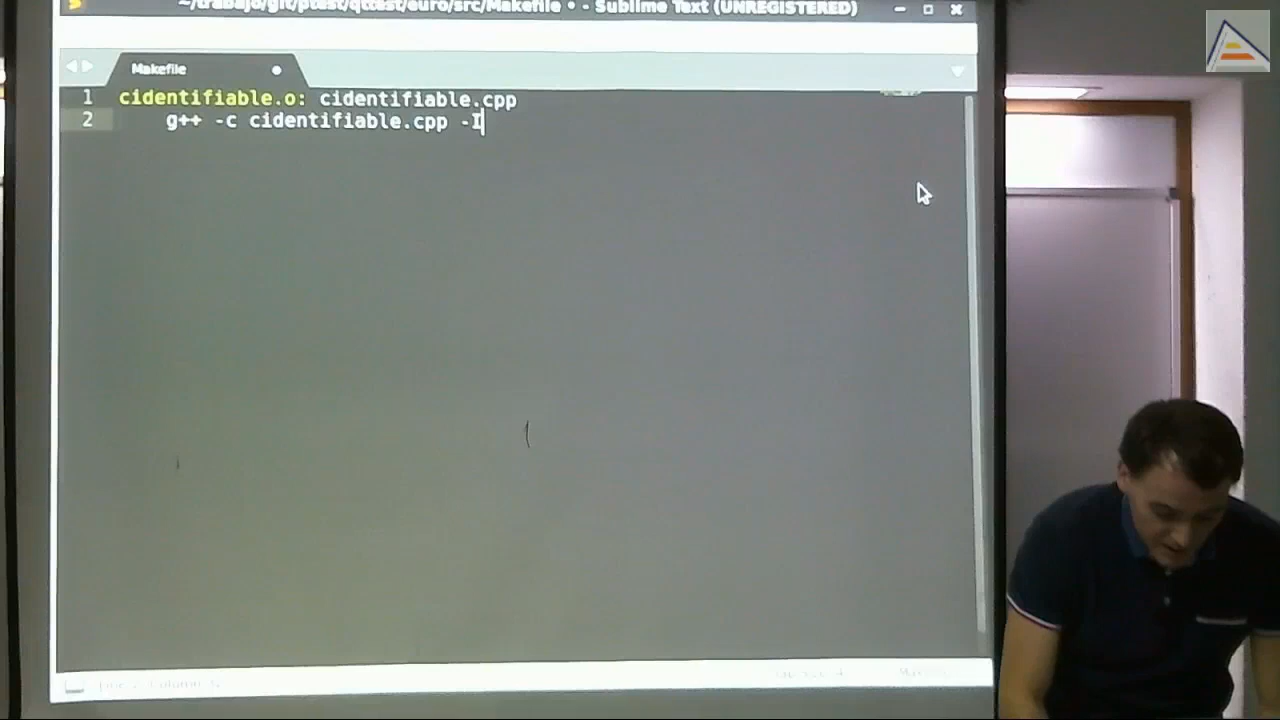 ~/trabajo/git/ptest/qttest/euro/src/Makefile • - Sublime Text (UNREGISTERED)
Makefile
1 cidentifiable.o: cidentifiable.cpp
2 g++ -c cidentifiable.cpp -I